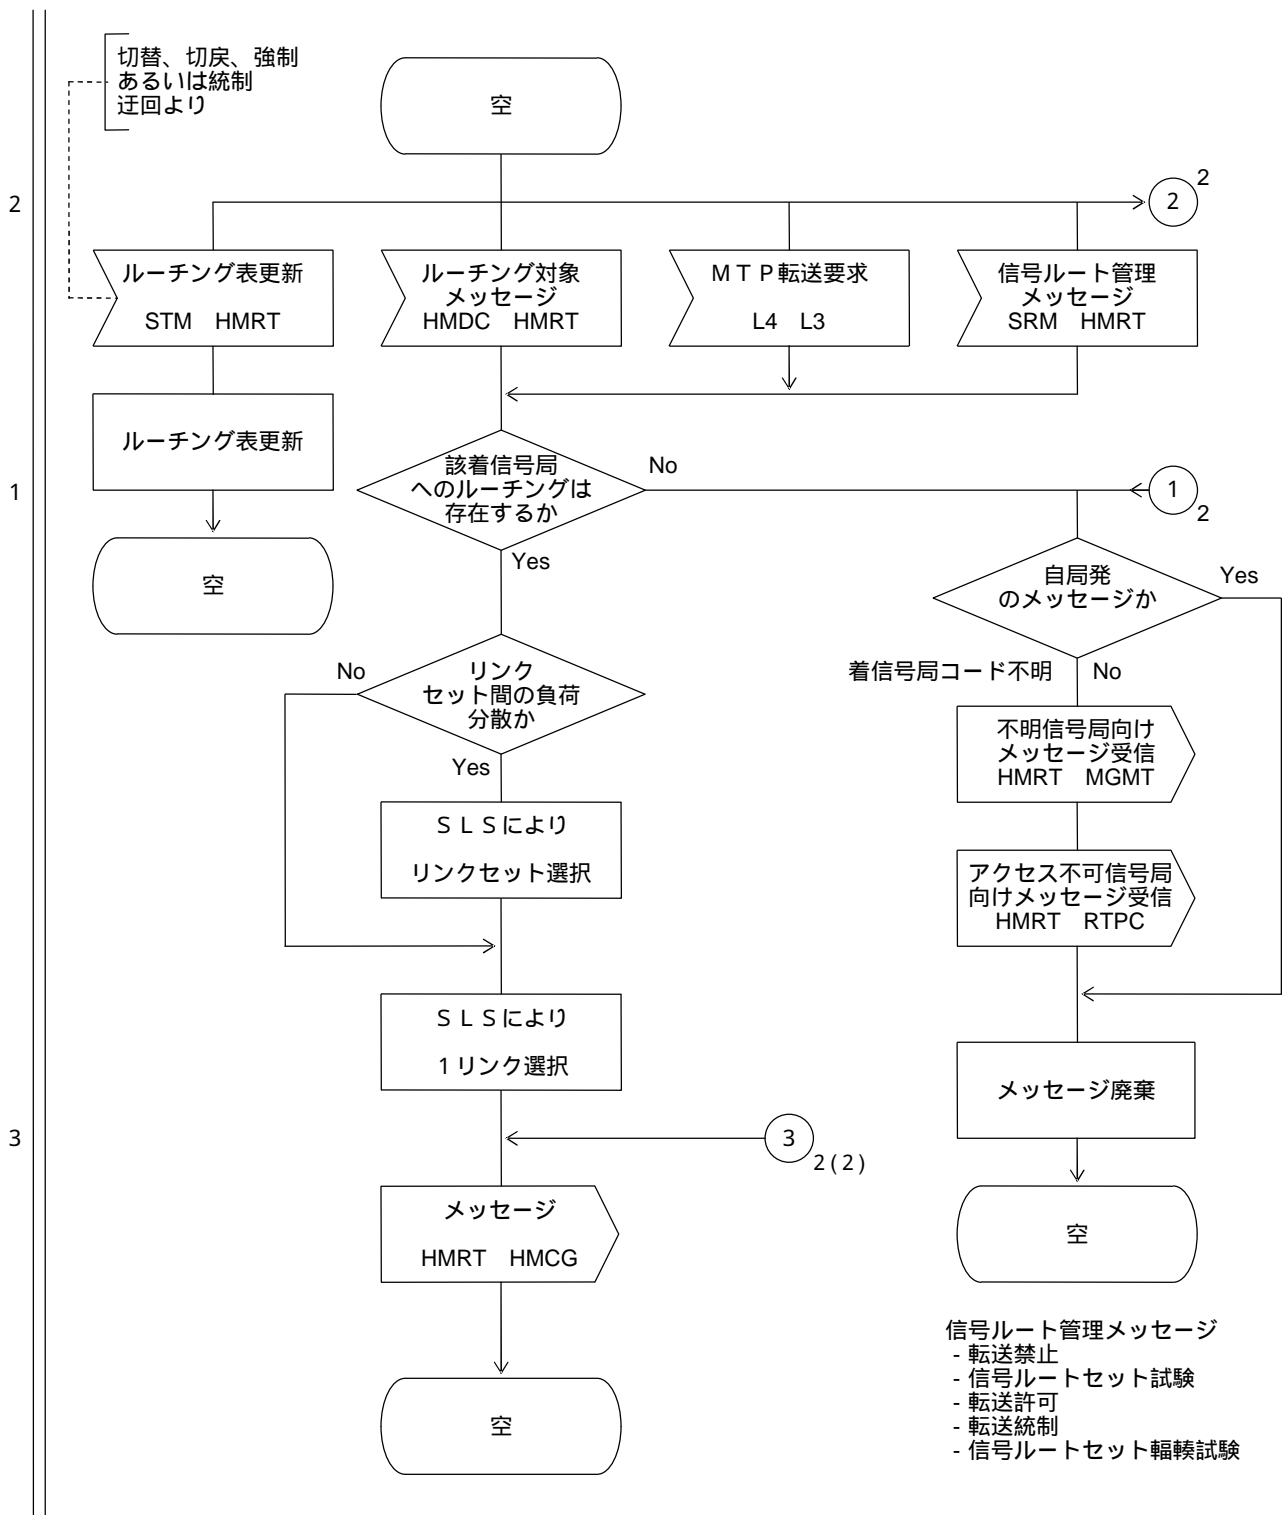 切替、切戻、強制
あるいは統制
迂回より
空
2
2
2
ルーチング表更新
STM HMRT
ルーチング対象
メッセージ
HMDC HMRT
ＭＴＰ転送要求
L4 L3
信号ルート管理
メッセージ
SRM HMRT
ルーチング表更新
1
該着信号局
へのルーチングは
存在するか
No
Yes
1
2
空
自局発
のメッセージか
Yes
No
着信号局コード不明
リンク
セット間の負荷
分散か
No
Yes
不明信号局向け
メッセージ受信
HMRT MGMT
ＳＬＳにより
リンクセット選択
アクセス不可信号局
向けメッセージ受信
HMRT RTPC
ＳＬＳにより
1リンク選択
メッセージ廃棄
3
3
2(2)
メッセージ
HMRT HMCG
空
空
信号ルート管理メッセージ
- 転送禁止
- 信号ルートセット試験
- 転送許可
- 転送統制
- 信号ルートセット輻輳試験